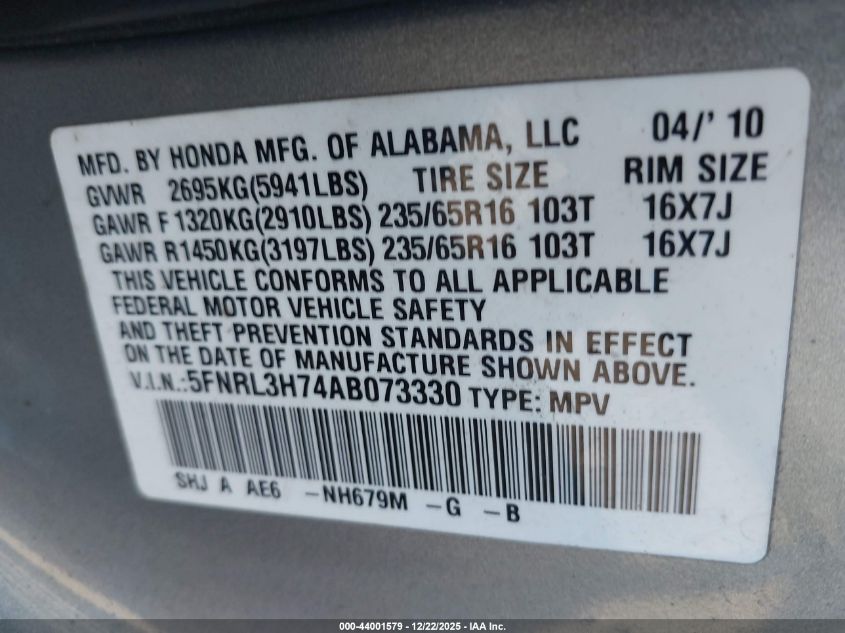 MFD. BY HONDA MFG. OF ALABAMA, LLC 04/' 10
GVWR 2695KG(5941LBS) TIRE SIZE RIM SIZE
GAWR F 1320KG(2910LBS) 235/65R16 103T 16X7J
GAWR R1450KG(3197LBS) 235/65R16 103T 16X7J
THIS VEHICLE CONFORMS TO ALL APPLICABLE
FEDERAL MOTOR VEHICLE SAFETY
AND THEFT PREVENTION STANDARDS IN EFFECT
ON THE DATE OF MANUFACTURE SHOWN ABOVE.
V.I.N.:5FNRL3H74AB073330 TYPE: MPV
SHJ A AE6 -NH679M -G -B
000-44001579 - 12/22/2025 - IAA Inc.